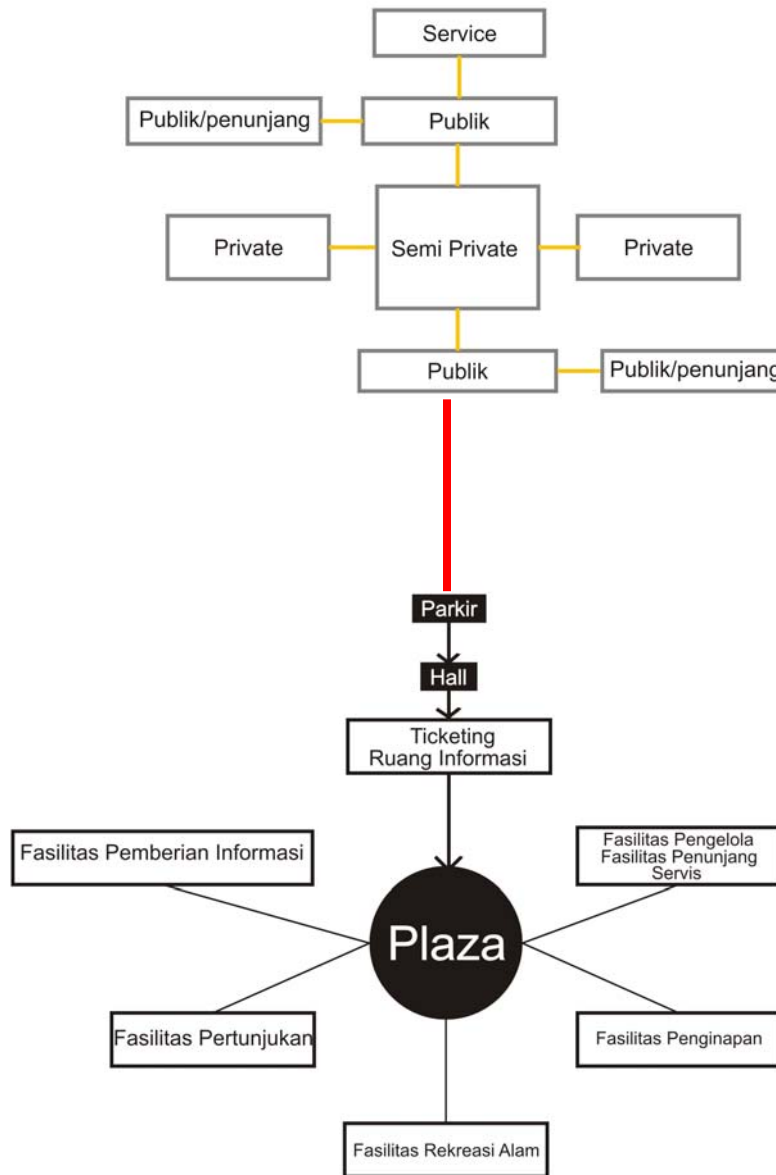 Service
Publik/penunjang
Publik
Private
Semi Private
Private
Publik
Publik/penunjang
Parkir
Hall
Ticketing
Ruang Informasi
Fasilitas Pemberian Informasi
Fasilitas Pengelola
Fasilitas Penunjang
Servis
Plaza
Fasilitas Pertunjukan
Fasilitas Penginapan
Fasilitas Rekreasi Alam